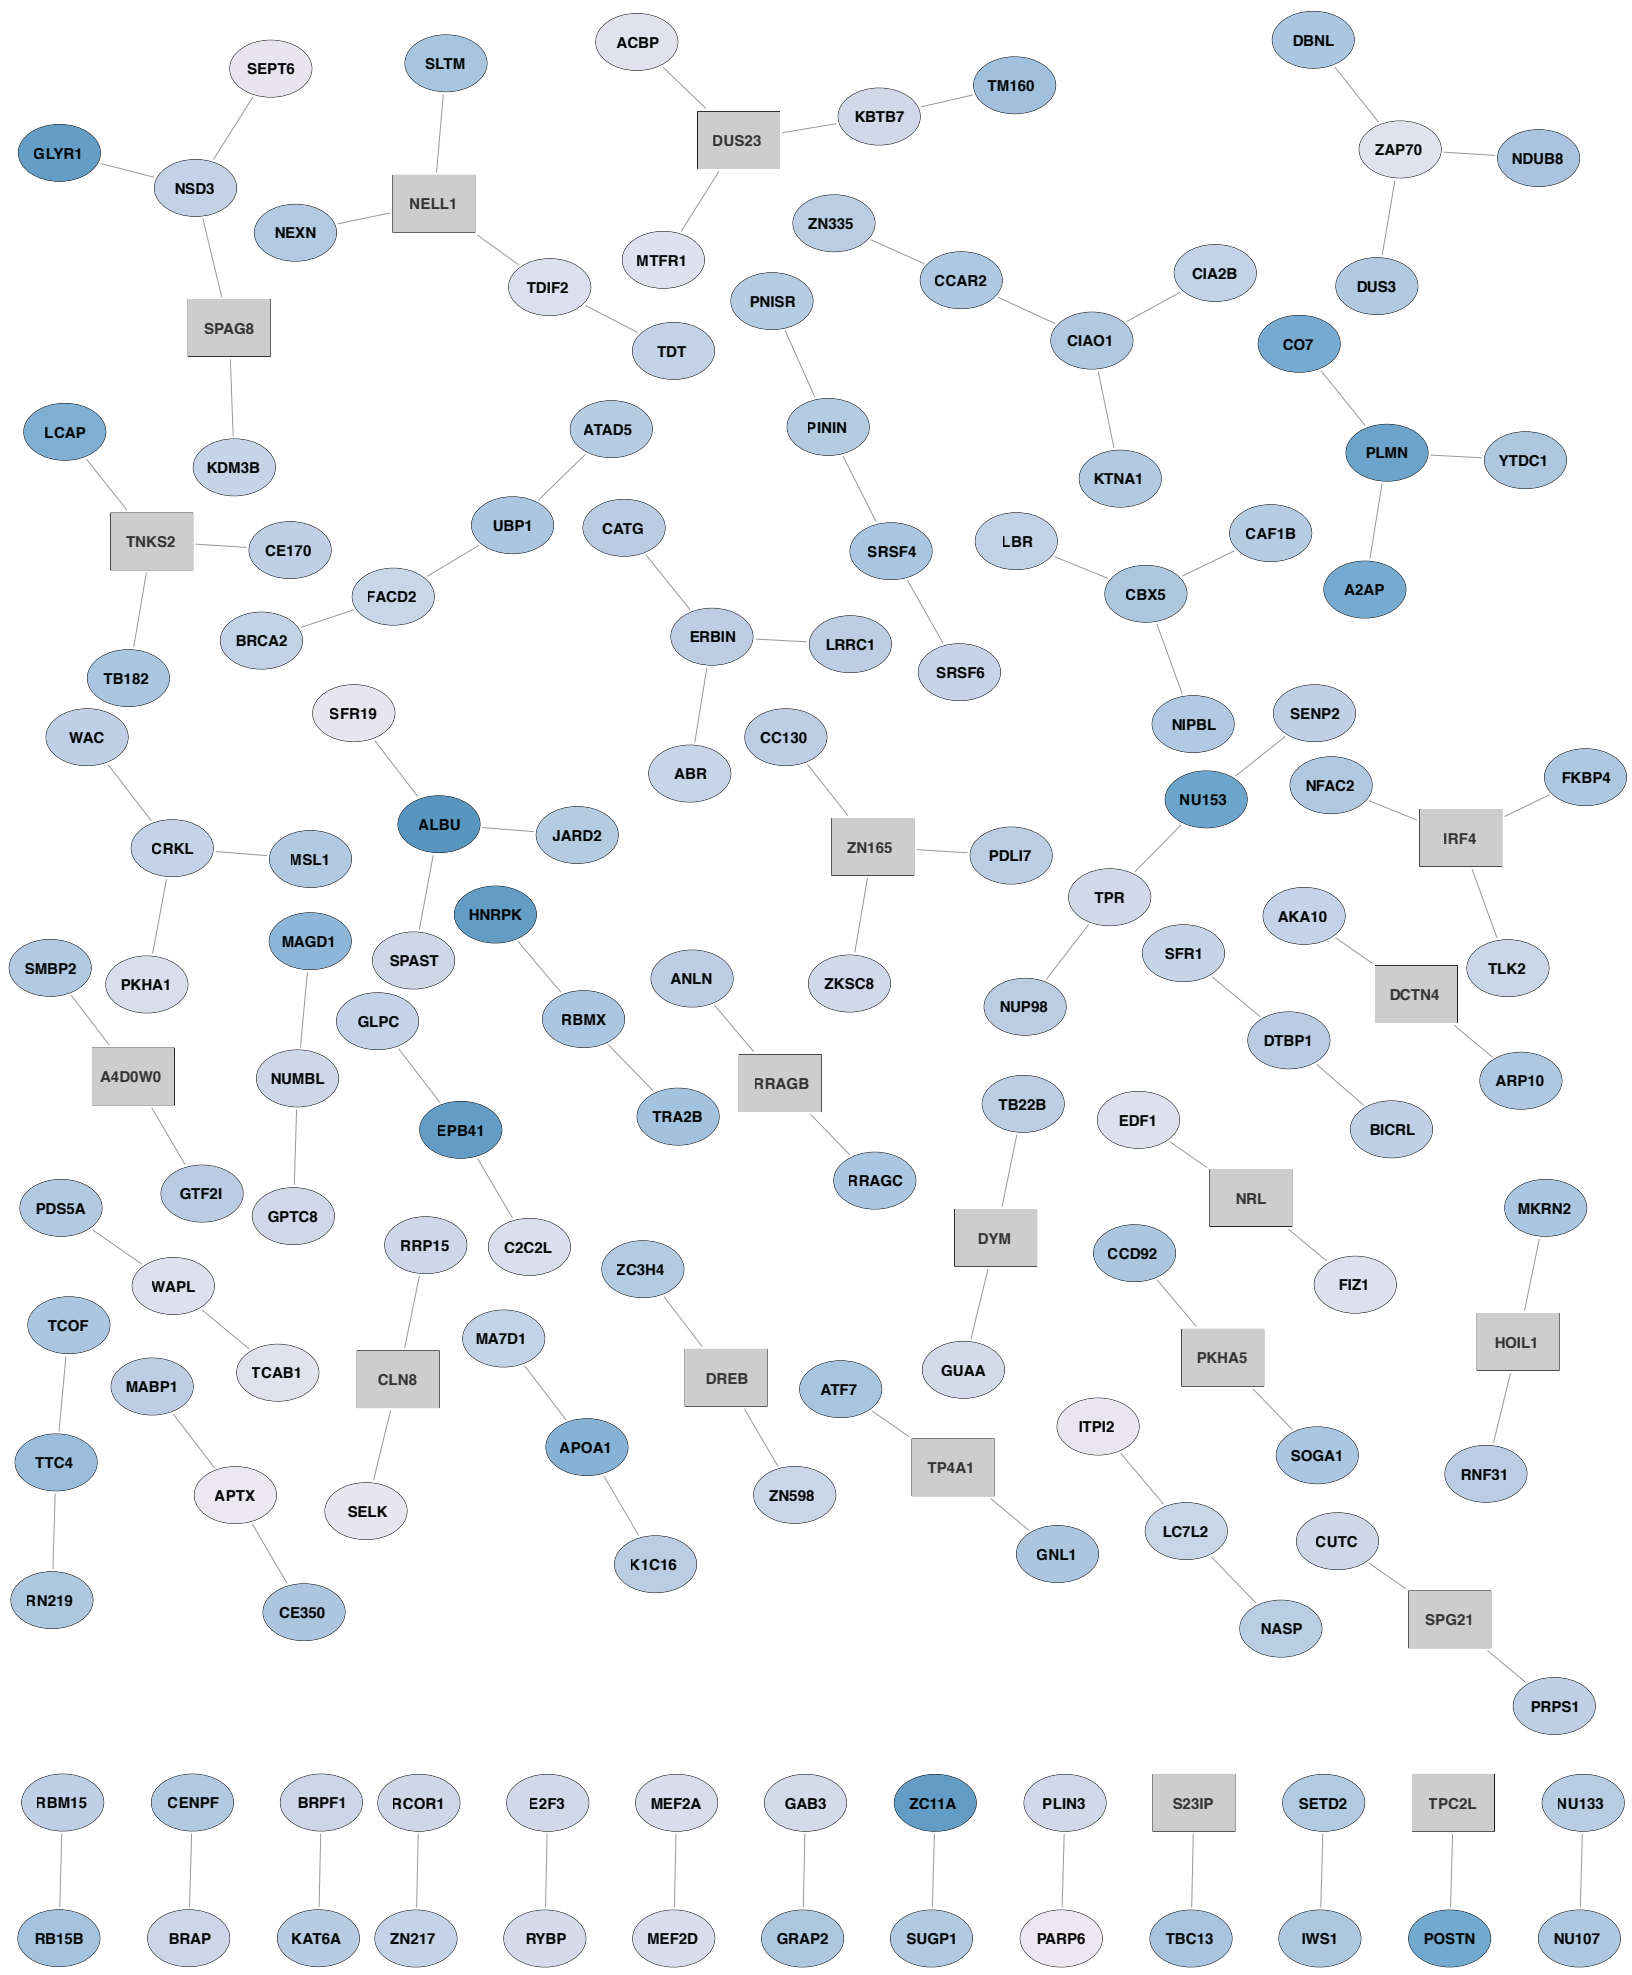 ACBP
DBNL
SEPT6
SLTM
TM160
KBTB7
DUS23
ZAP70
NDUB8
GLYR1
NSD3
NELL1
NEXN
ZN335
MTFR1
CIA2B
CCAR2
TDIF2
DUS3
PNISR
SPAG8
CIAO1
CO7
TDT
LCAP
ATAD5
PININ
PLMN
YTDC1
KDM3B
KTNA1
UBP1
CATG
CAF1B
TNKS2
LBR
CE170
SRSF4
A2AP
CBX5
FACD2
BRCA2
ERBIN
LRRC1
SRSF6
TB182
SFR19
SENP2
NIPBL
WAC
CC130
ABR
FKBP4
NFAC2
NU153
ALBU
JARD2
IRF4
CRKL
ZN165
PDLI7
MSL1
TPR
HNRPK
AKA10
MAGD1
SFR1
SPAST
SMBP2
TLK2
ANLN
PKHA1
ZKSC8
DCTN4
NUP98
GLPC
RBMX
DTBP1
A4D0W0
NUMBL
RRAGB
ARP10
TB22B
TRA2B
EDF1
EPB41
BICRL
RRAGC
GTF2I
NRL
PDS5A
MKRN2
GPTC8
DYM
RRP15
C2C2L
CCD92
ZC3H4
FIZ1
WAPL
TCOF
MA7D1
HOIL1
PKHA5
GUAA
TCAB1
DREB
CLN8
MABP1
ATF7
ITPI2
APOA1
SOGA1
TTC4
TP4A1
RNF31
APTX
ZN598
SELK
LC7L2
CUTC
GNL1
K1C16
RN219
CE350
SPG21
NASP
PRPS1
RBM15
CENPF
BRPF1
RCOR1
E2F3
MEF2A
GAB3
ZC11A
PLIN3
S23IP
SETD2
TPC2L
NU133
RB15B
BRAP
KAT6A
ZN217
RYBP
MEF2D
GRAP2
SUGP1
PARP6
TBC13
IWS1
POSTN
NU107